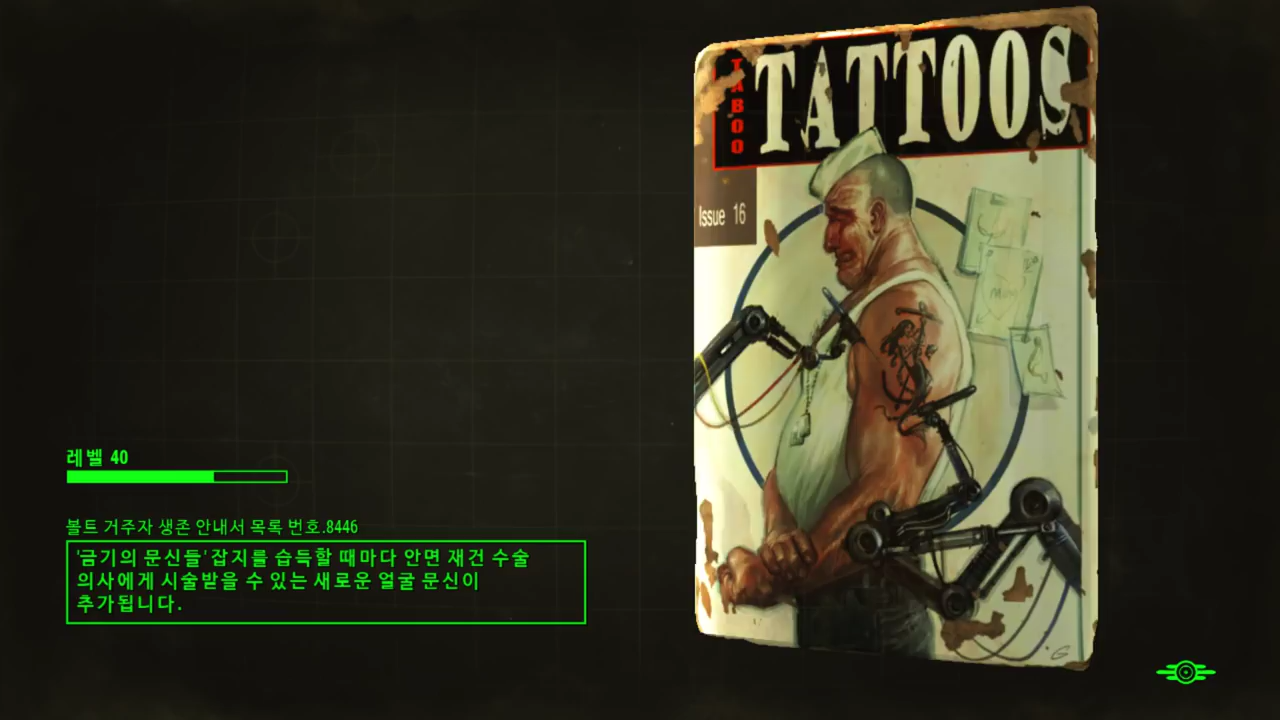 TABOO
TATTOOS
Issue 16
MOM
레벨 40
볼트 거주자 생존 안내서 목록 번호.8446
'금기의 문신들' 잡지를 습득할 때마다 안면 재건 수술
의사에게 시술받을 수 있는 새로운 얼굴 문신이
추가됩니다.